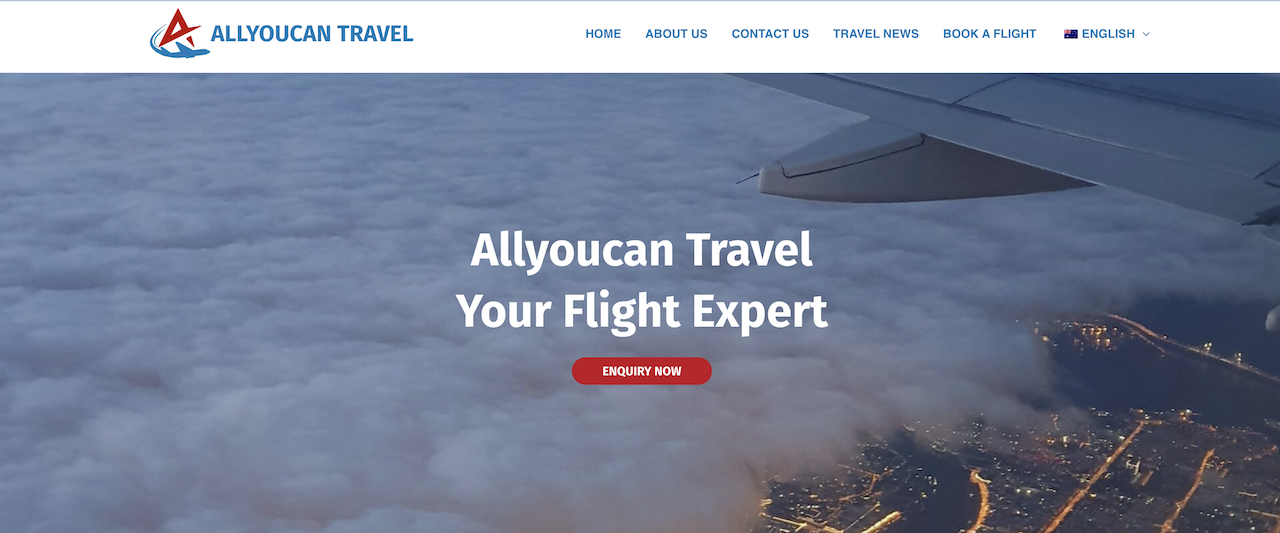 ALLYOUCAN TRAVEL
HOME
ABOUT US
CONTACT US
TRAVEL NEWS
BOOK A FLIGHT
ENGLISH
Allyoucan Travel
Your Flight Expert
ENQUIRY NOW